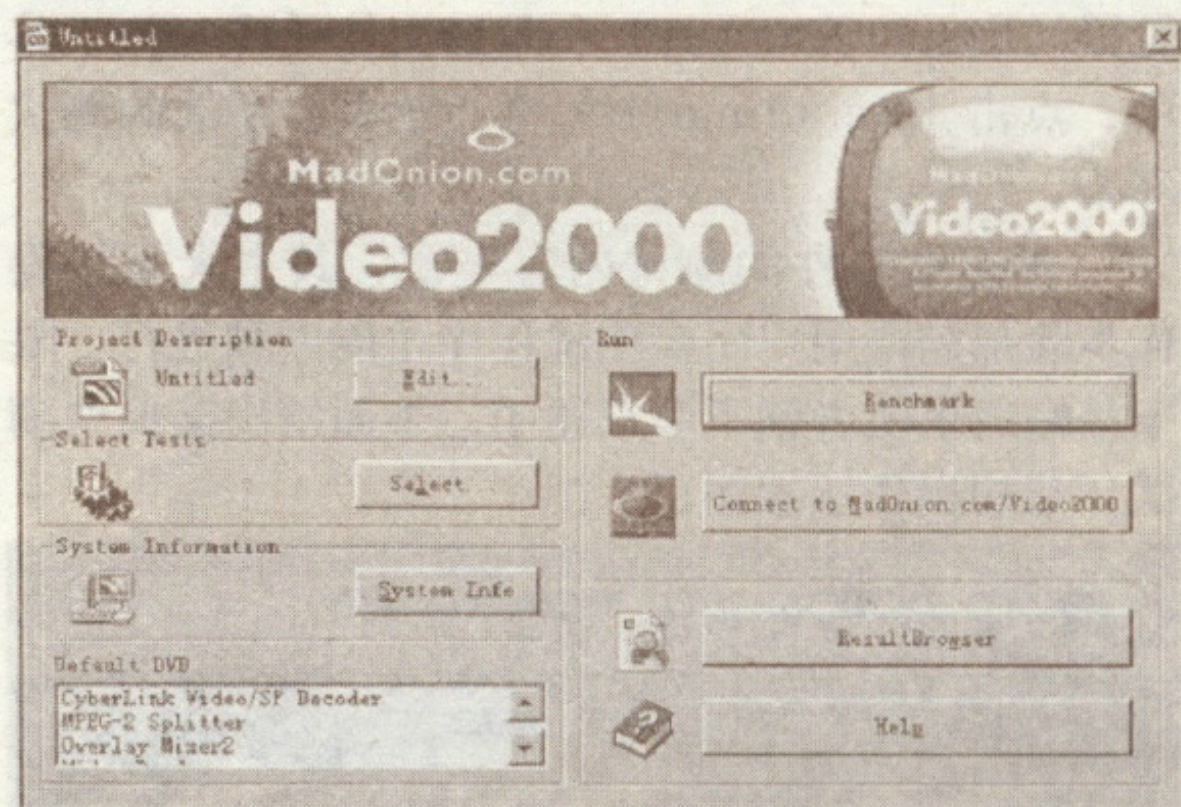 Untitled
MadOnion.com
Video2000
Video2000
Project Description
Untitled
Edit...
Select Tests
Select...
System Information
System Info
Default DVD
CyberLink Video/SP Decoder
MPEG-2 Splitter
Overlay Mixer2
Run
Benchmark
Connect to MadOnion.com/Video2000
ResultBrowser
Help